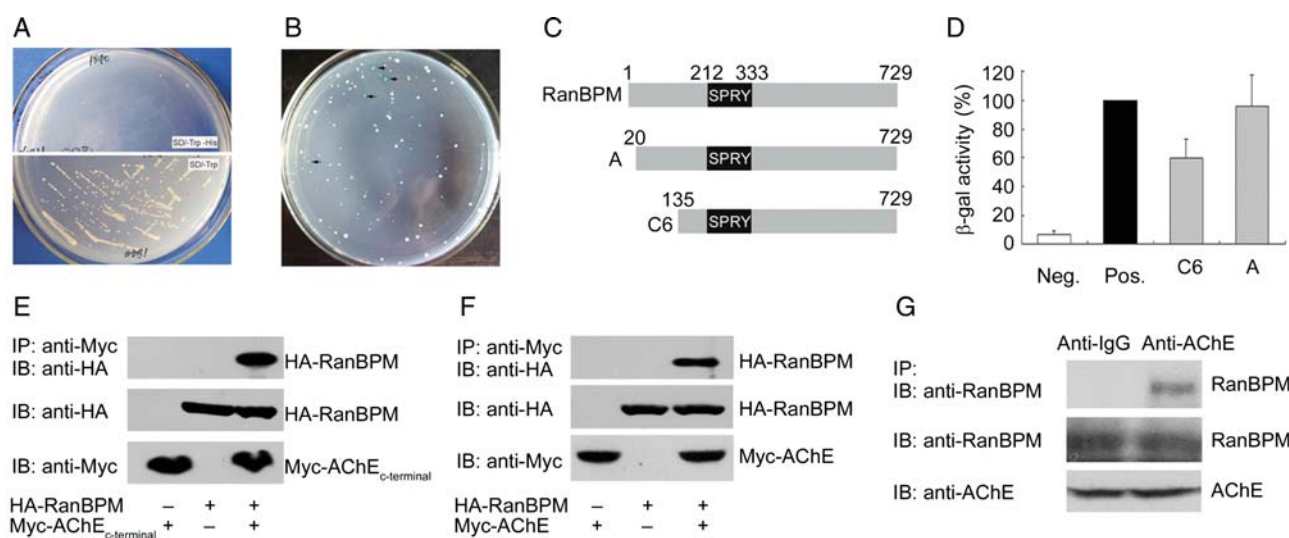 A
SD/-Trp -His
SD/-Trp
B
C
1 212 333 729
RanBPM SPRY
20 729
A SPRY
135 729
C6 SPRY
D
β-gal activity (%)
120
100
80
60
40
20
0
Neg. Pos. C6 A
E
IP: anti-Myc
IB: anti-HA HA-RanBPM
IB: anti-HA HA-RanBPM
IB: anti-Myc Myc-AChEc-terminal
HA-RanBPM – + +
Myc-AChEc-terminal + – +
F
IP: anti-Myc
IB: anti-HA HA-RanBPM
IB: anti-HA HA-RanBPM
IB: anti-Myc Myc-AChE
HA-RanBPM – + +
Myc-AChE + – +
G
Anti-IgG Anti-AChE
IP:
IB: anti-RanBPM RanBPM
IB: anti-RanBPM RanBPM
IB: anti-AChE AChE